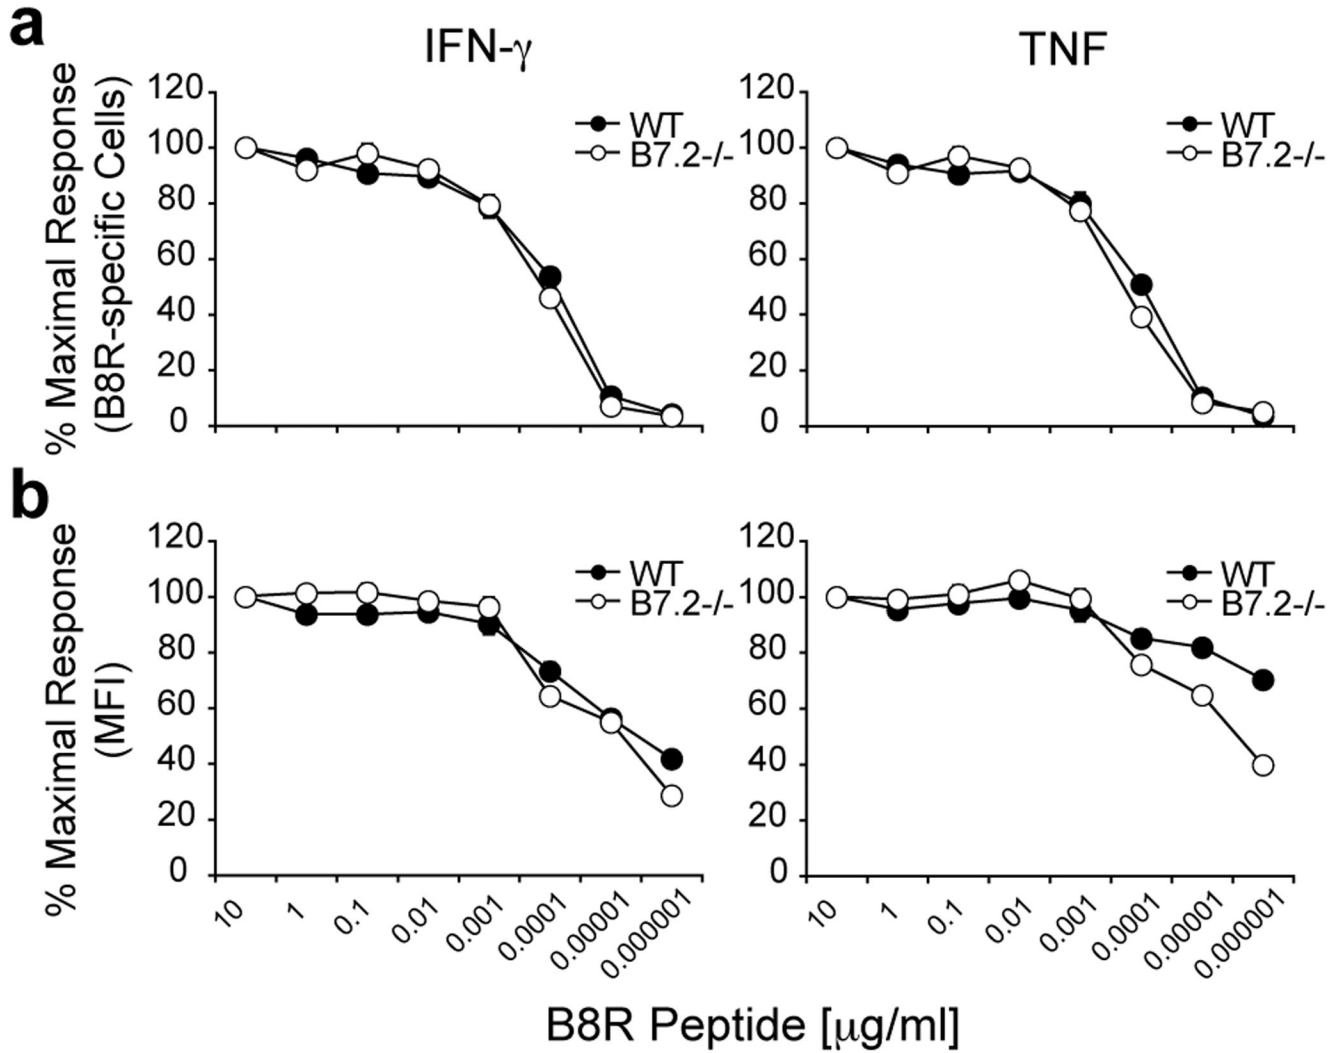 a
IFN-γ
TNF
% Maximal Response
(B8R-specific Cells)
120
100
80
60
40
20
0
WT
B7.2-/-
120
100
80
60
40
20
0
WT
B7.2-/-
b
% Maximal Response
(MFI)
120
100
80
60
40
20
0
WT
B7.2-/-
10
1
0.1
0.01
0.001
0.0001
0.00001
0.000001
120
100
80
60
40
20
0
WT
B7.2-/-
10
1
0.1
0.01
0.001
0.0001
0.00001
0.000001
B8R Peptide [μg/ml]